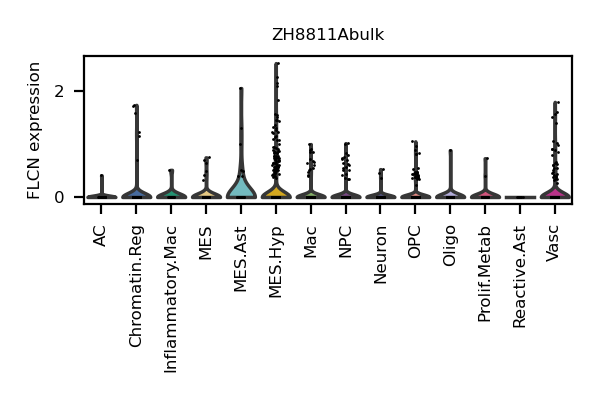 ZH8811Abulk
FLCN expression
2
0
AC
Chromatin.Reg
Inflammatory.Mac
MES
MES.Ast
MES.Hyp
Mac
NPC
Neuron
OPC
Oligo
Prolif.Metab
Reactive.Ast
Vasc